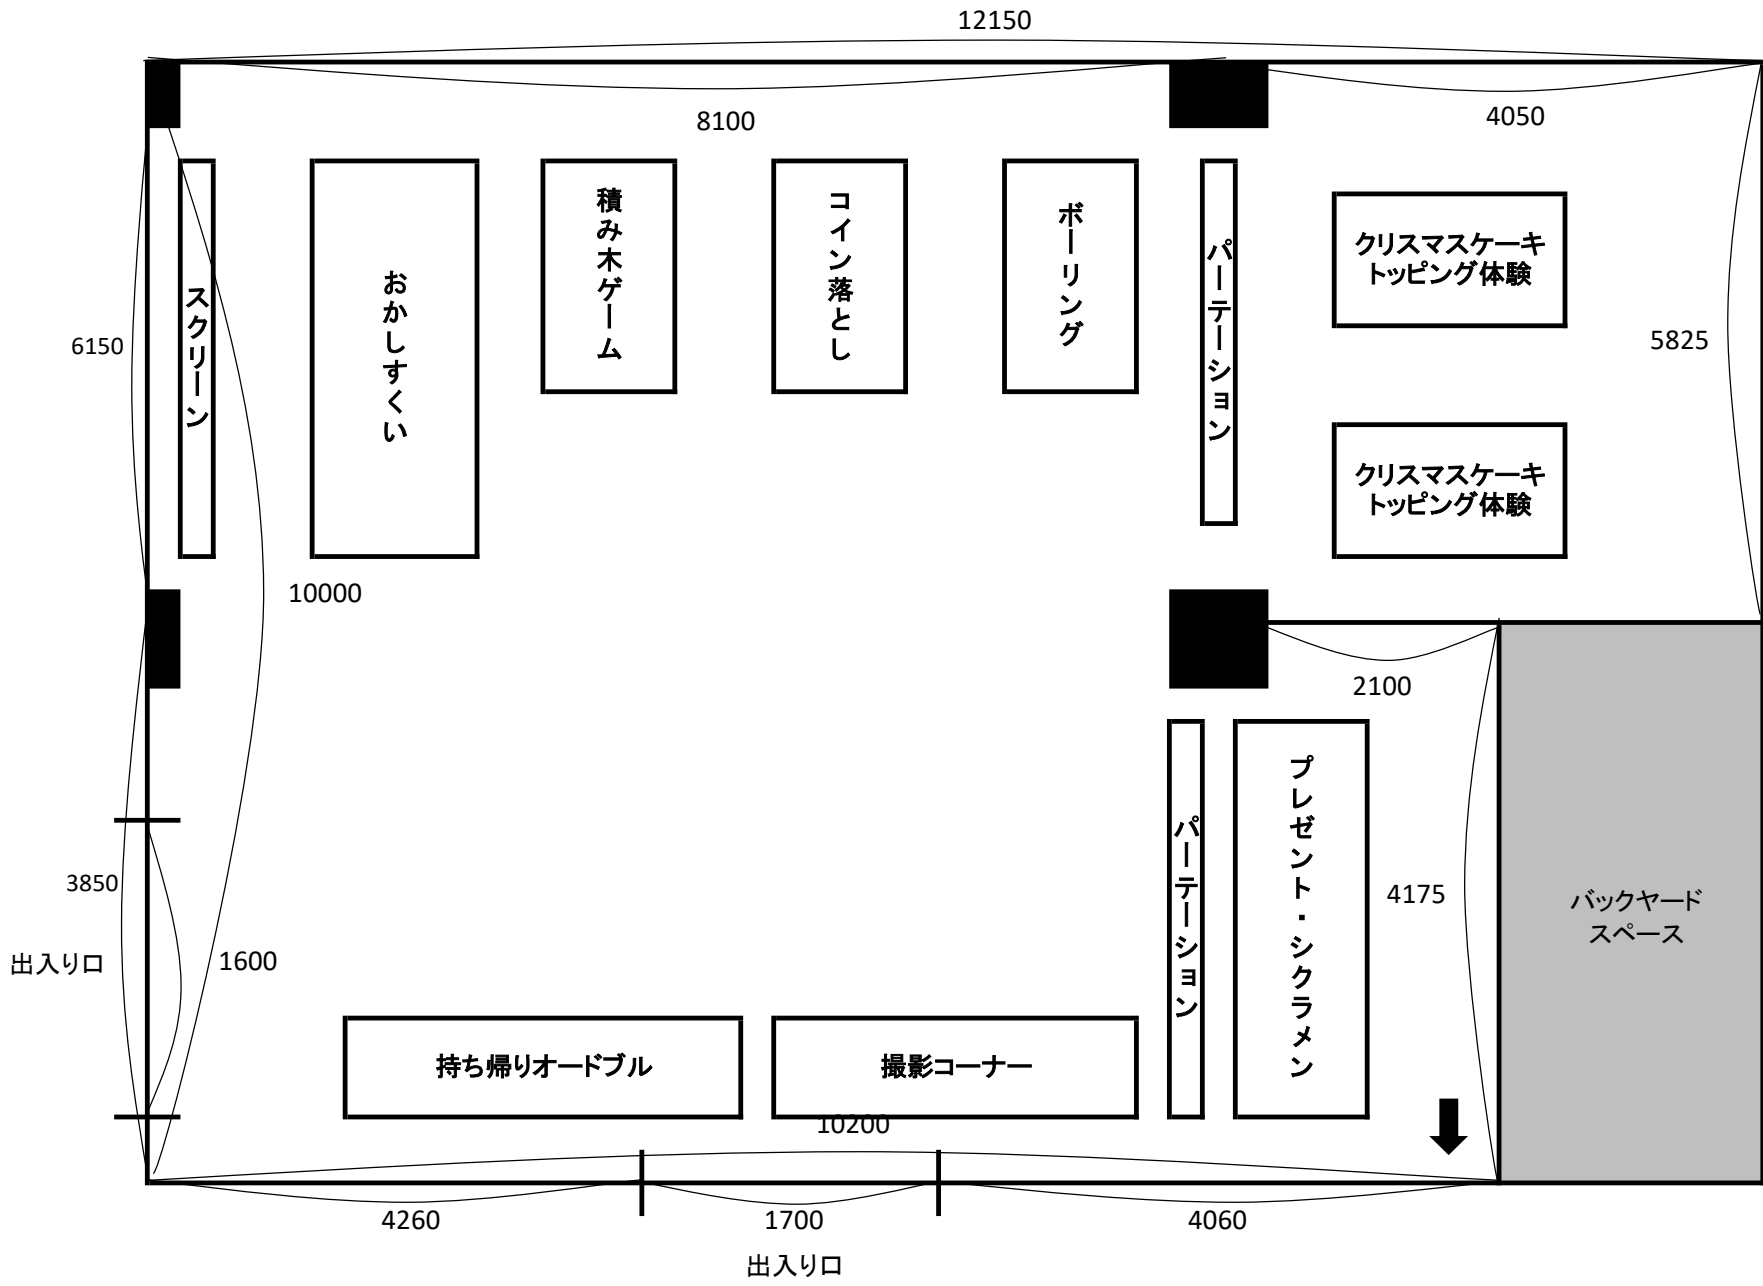 12150
8100
4050
スクリーン
おかしすくい
積み木ゲーム
コイン落とし
ボーリング
パーテーション
クリスマスケーキ
トッピング体験
6150
5825
クリスマスケーキ
トッピング体験
10000
2100
パーテーション
プレゼント・シクラメン
3850
4175
バックヤード
スペース
出入り口
1600
持ち帰りオードブル
撮影コーナー
10200
4260
1700
4060
出入り口